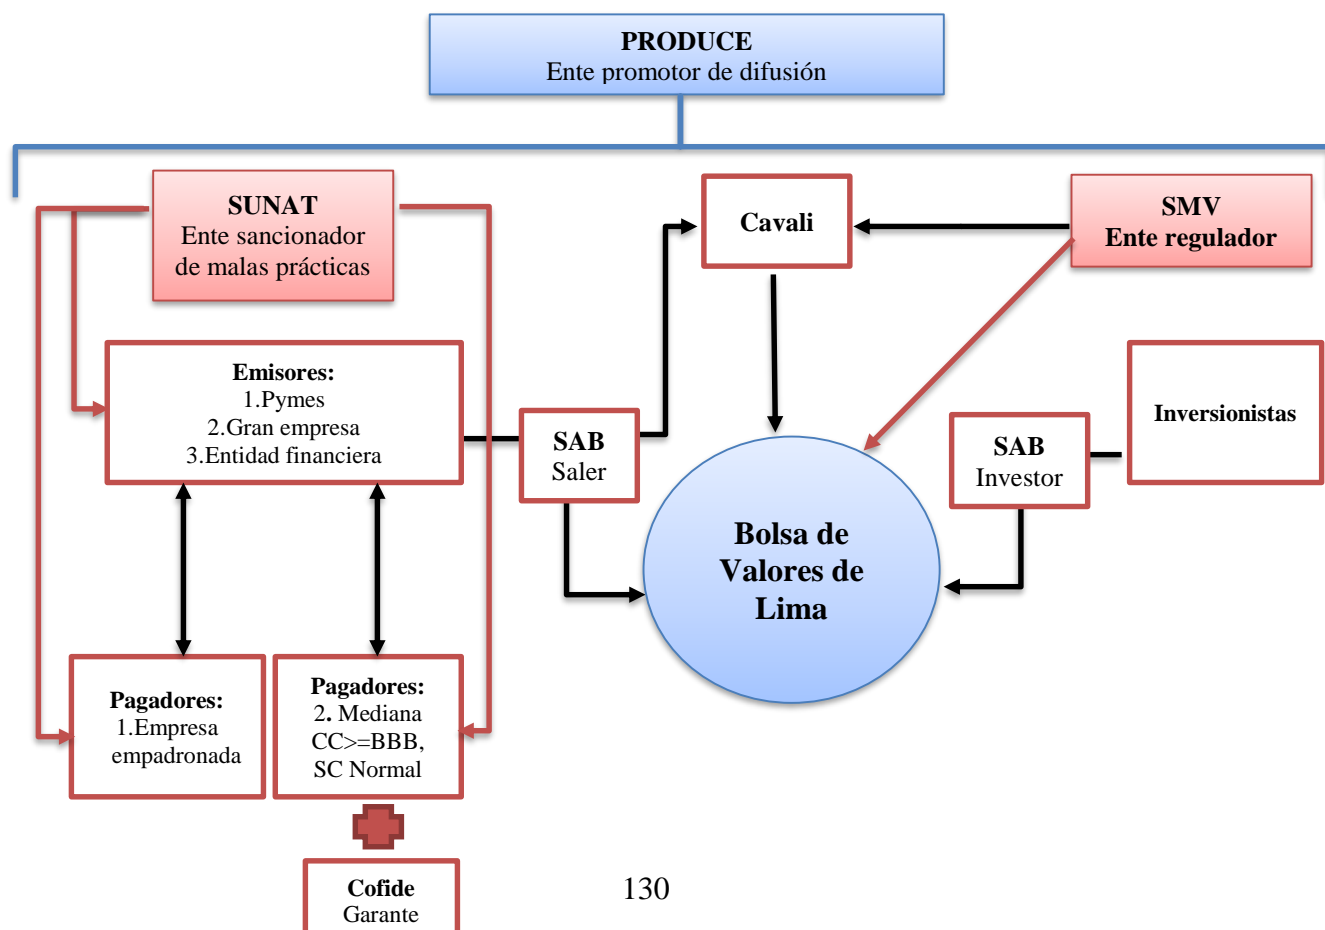 PRODUCE
Ente promotor de difusión
SUNAT
Ente sancionador
de malas prácticas
Cavali
SMV
Ente regulador
Emisores:
1.Pymes
2.Gran empresa
3.Entidad financiera
SAB
Saler
SAB
Investor
Inversionistas
Bolsa de
Valores de
Lima
Pagadores:
1.Empresa
empadronada
Pagadores:
2. Mediana
CC>=BBB,
SC Normal
Cofide
Garante
130